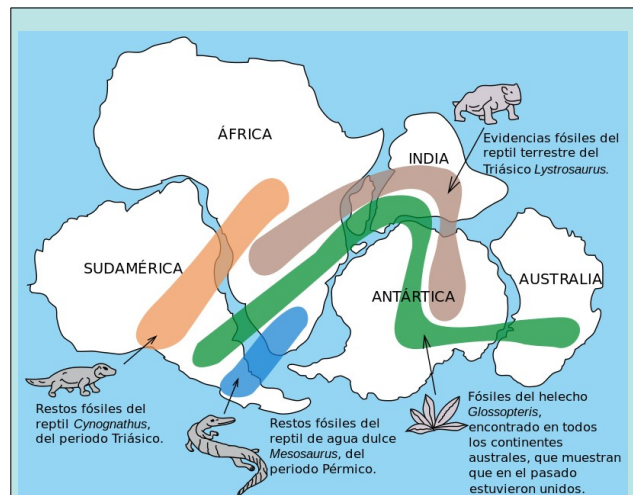 ÁFRICA
INDIA
Evidencias fósiles del
reptil terrestre del
Triásico Lystrosaurus.
SUDAMÉRICA
ANTÁRTICA
AUSTRALIA
Restos fósiles del
reptil Cynognathus,
del periodo Triásico.
Restos fósiles del
reptil de agua dulce
Mesosaurus, del
periodo Pérmico.
Fósiles del helecho
Glossopteris,
encontrado en todos
los continentes
australes, que muestran
que en el pasado
estuvieron unidos.